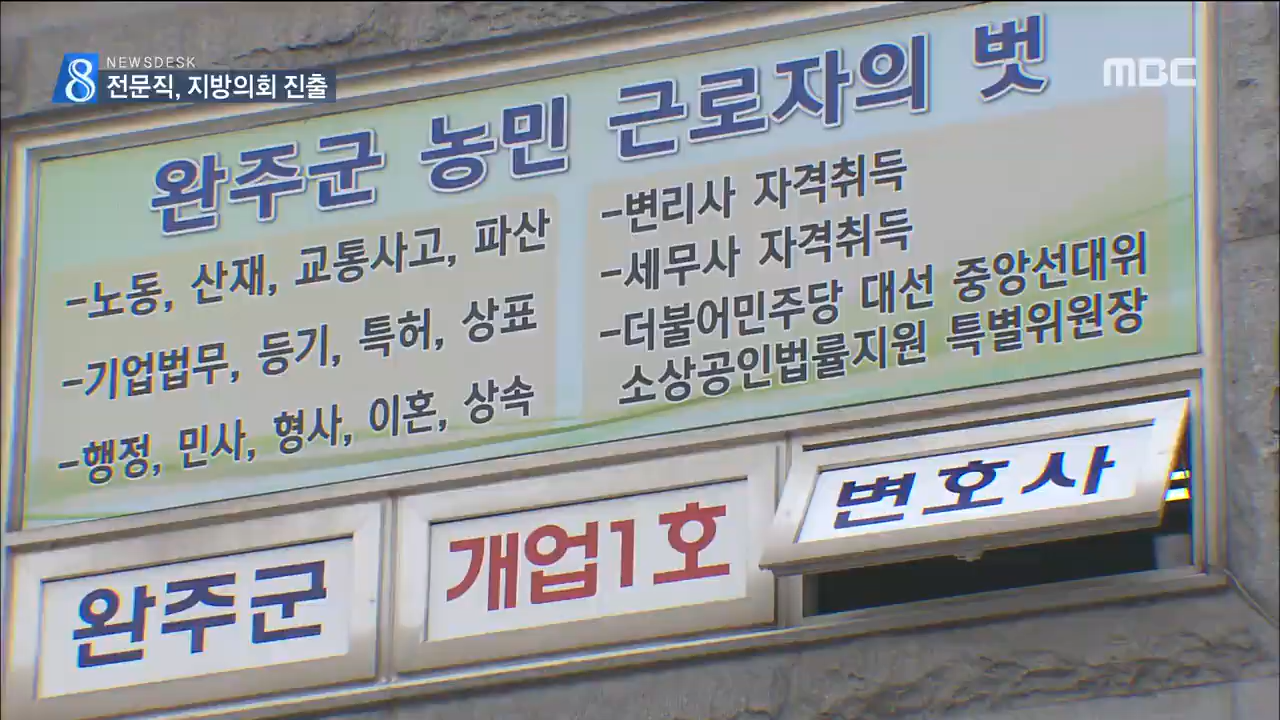 8 NEWSDESK
전문직, 지방의회 진출
MBC
완주군 농민 근로자의 벗
-노동, 산재, 교통사고, 파산
-기업법무, 등기, 특허, 상표
-행정, 민사, 형사, 이혼, 상속
-변리사 자격취득
-세무사 자격취득
-더불어민주당 대선 중앙선대위
소상공인법률지원 특별위원장
완주군 개업1호 변호사